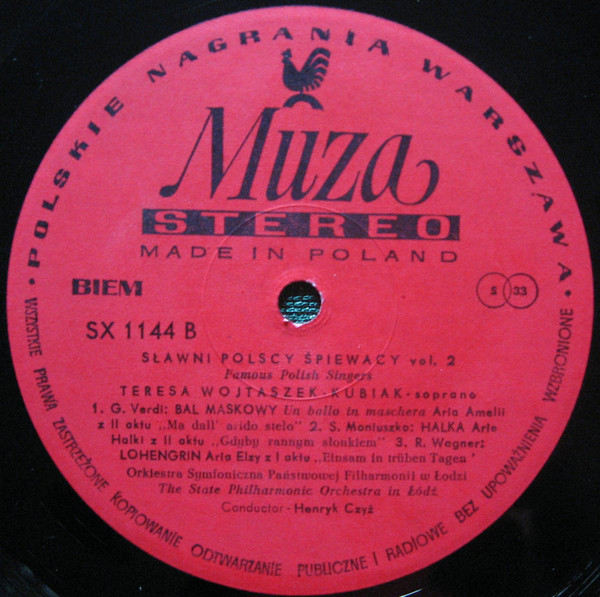 • POLSKIE NAGRANIA WARSZAWA •
Muza
STEREO
MADE IN POLAND
BIEM
S 33
SX 1144 B
SŁAWNI POLSCY ŚPIEWACY vol. 2
Famous Polish Singers
TERESA WOJTASZEK-KUBIAK-soprano
1. G. Verdi: BAL MASKOWY Un ballo in maschera Aria Amelii
z II aktu „Ma dall' arido stelo" 2. S. Moniuszko: HALKA Arie
Halki z II aktu „Gdyby rannym słonkiem" 3. R. Wagner:
LOHENGRIN Aria Elzy z I aktu „Einsam in trüben Tagen'
Orkiestra Symfoniczna Państwowej Filharmonii w Łodzi
The State Philharmonic Orchestra in Łódź
Conductor - Henryk Czyż
WSZYSTKIE PRAWA ZASTRZEŻONE KOPIOWANIE ODTWARZANIE PUBLICZNE I RADIOWE BEZ UPOWAŻNIENIA WZBRONIONE